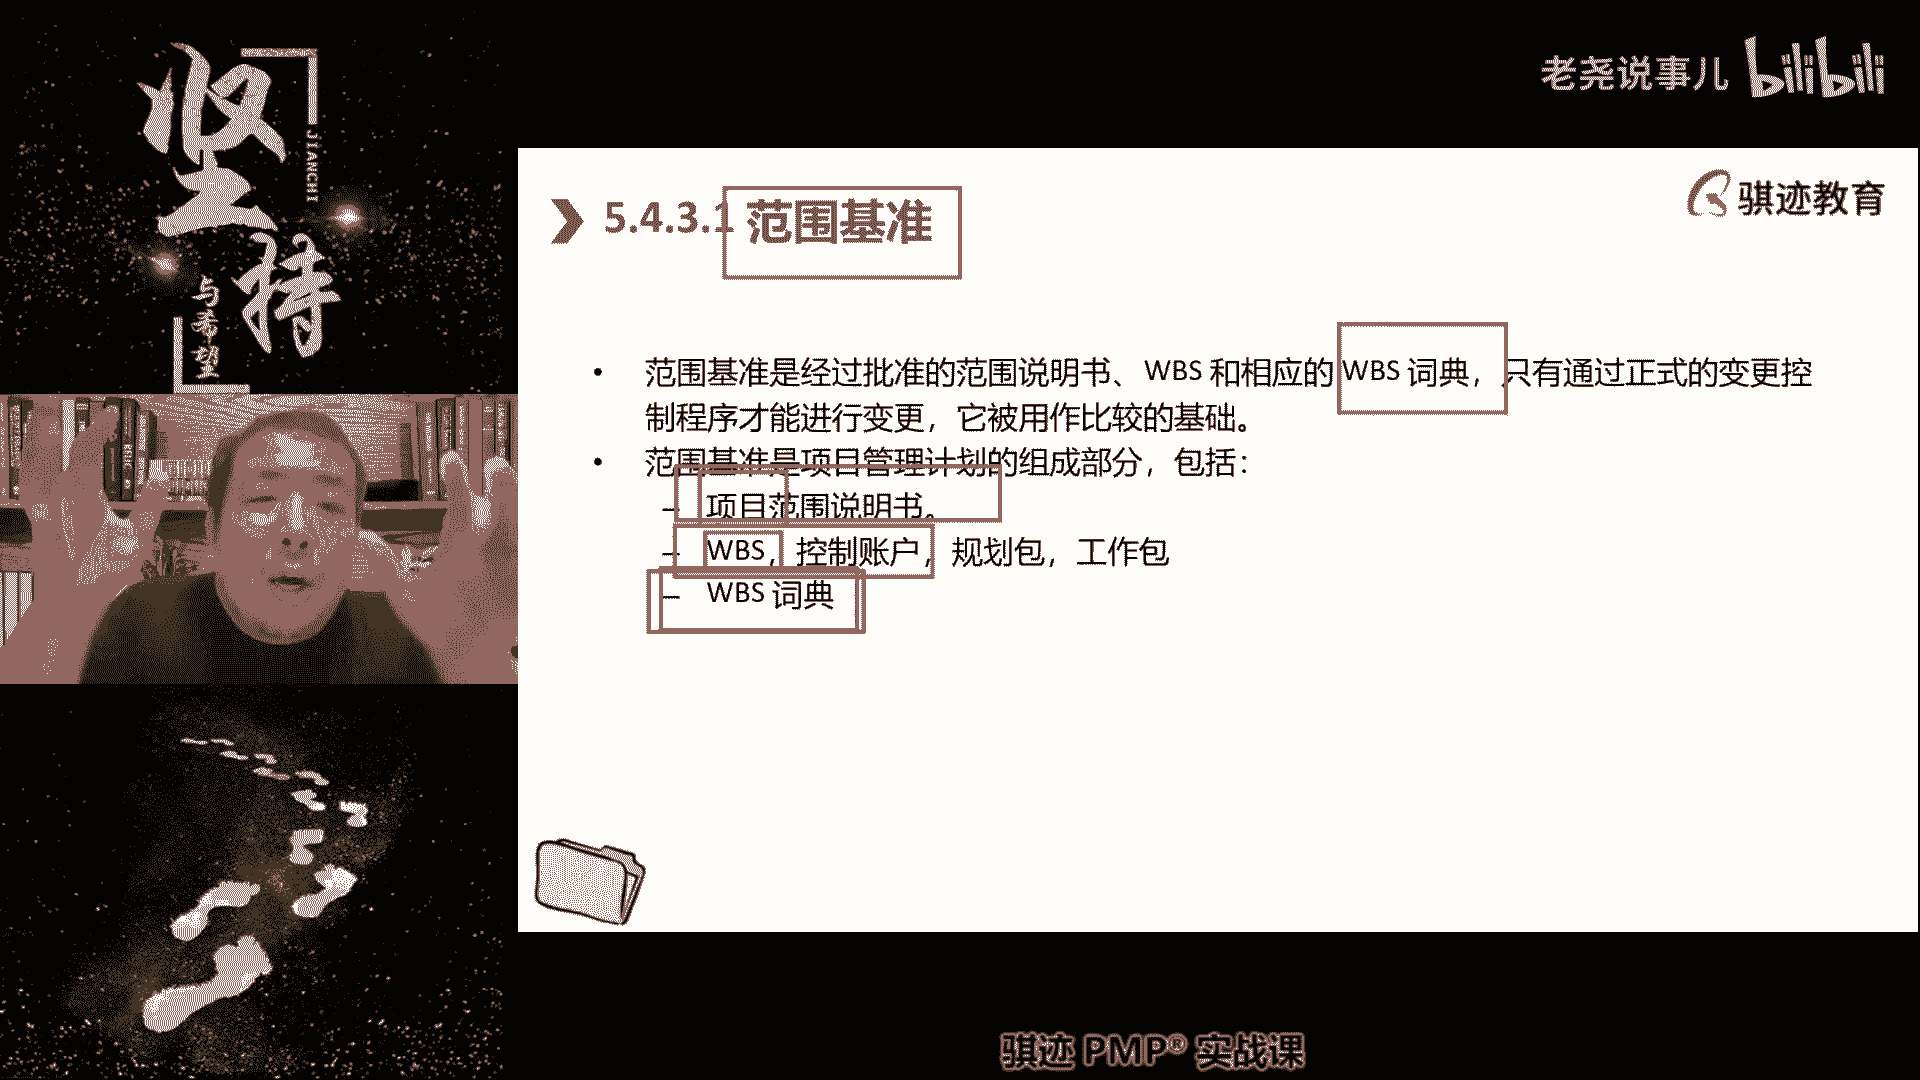 坚持
JIANCHI
与希望
老尧说事儿 bilibili
骐迹教育
5.4.3.1 范围基准
• 范围基准是经过批准的范围说明书、WBS 和相应的 WBS 词典，只有通过正式的变更控
制程序才能进行变更，它被用作比较的基础。
• 范围基准是项目管理计划的组成部分，包括：
– 项目范围说明书。
– WBS，控制账户，规划包，工作包
– WBS 词典
骐迹 PMP® 实战课